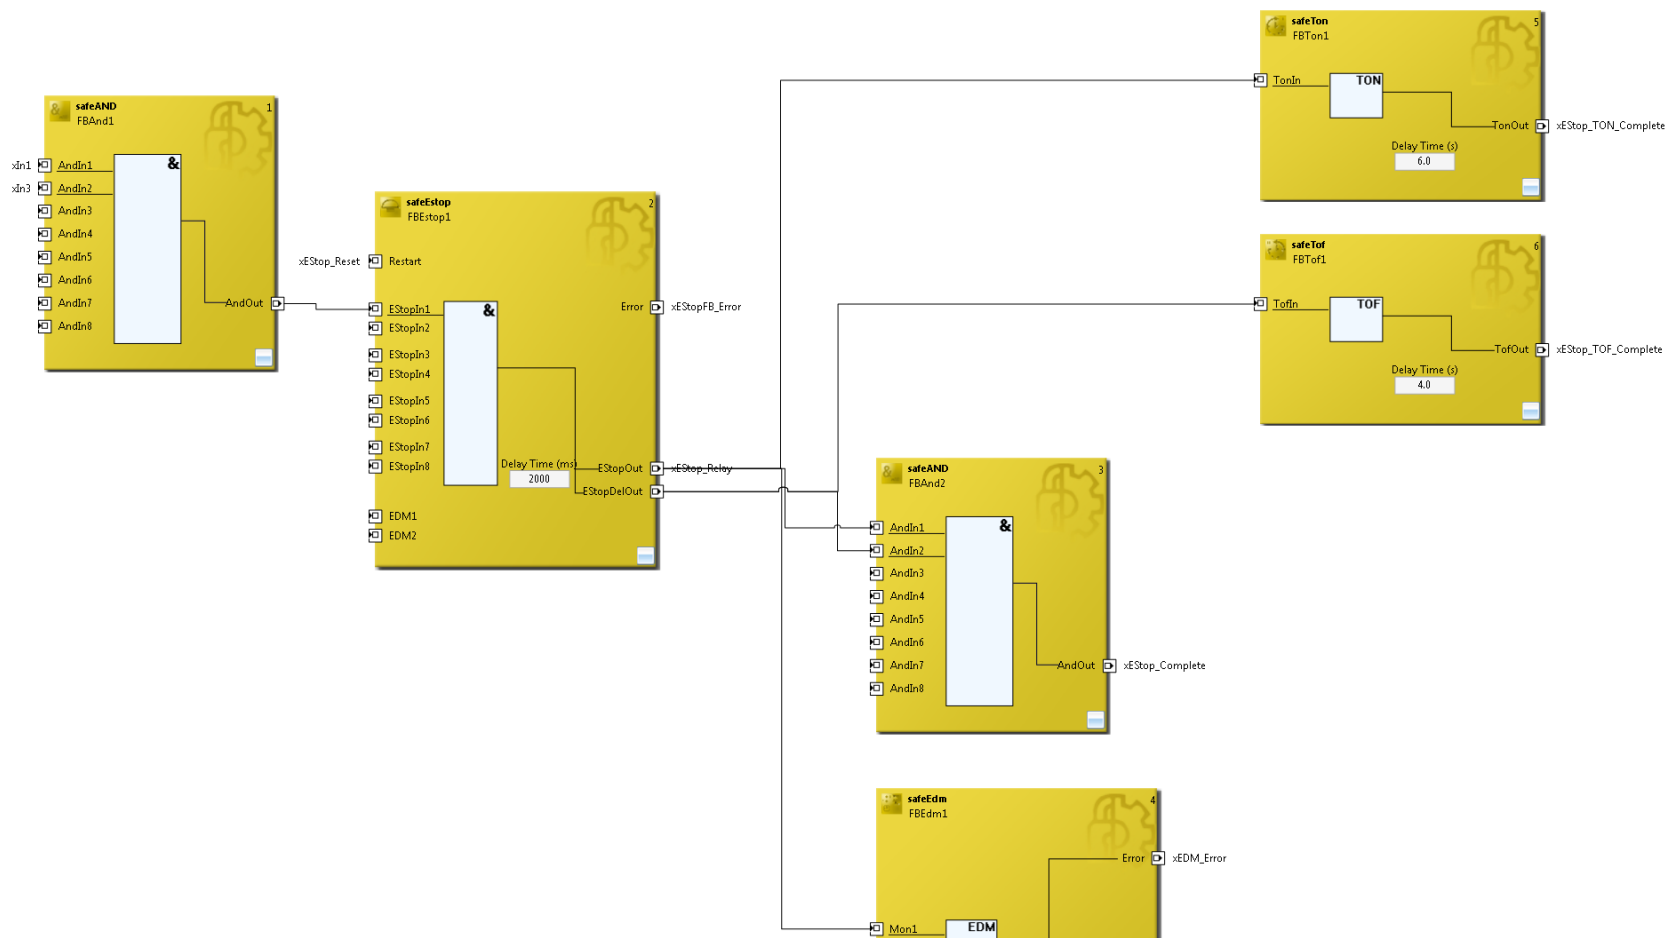 safeAND 1
FBAnd1
&
xIn1 AndIn1
xIn3 AndIn2
AndIn3
AndIn4
AndIn5
AndIn6
AndIn7
AndIn8
AndOut
safeEstop 2
FBEstop1
xEStop_Reset Restart
EStopIn1
&
EStopIn2
EStopIn3
EStopIn4
EStopIn5
EStopIn6
EStopIn7
EStopIn8
EDM1
EDM2
Error xEStopFB_Error
Delay Time (ms)
2000
EStopOut xEStop_Relay
EStopDelOut
safeTon 5
FBTon1
TonIn
TON
TonOut xEStop_TON_Complete
Delay Time (s)
6.0
safeTof 6
FBTof1
TofIn
TOF
TofOut xEStop_TOF_Complete
Delay Time (s)
4.0
safeAND 3
FBAnd2
&
AndIn1
AndIn2
AndIn3
AndIn4
AndIn5
AndIn6
AndIn7
AndIn8
AndOut xEStop_Complete
safeEdm 4
FBEdm1
Error xEDM_Error
Mon1
EDM